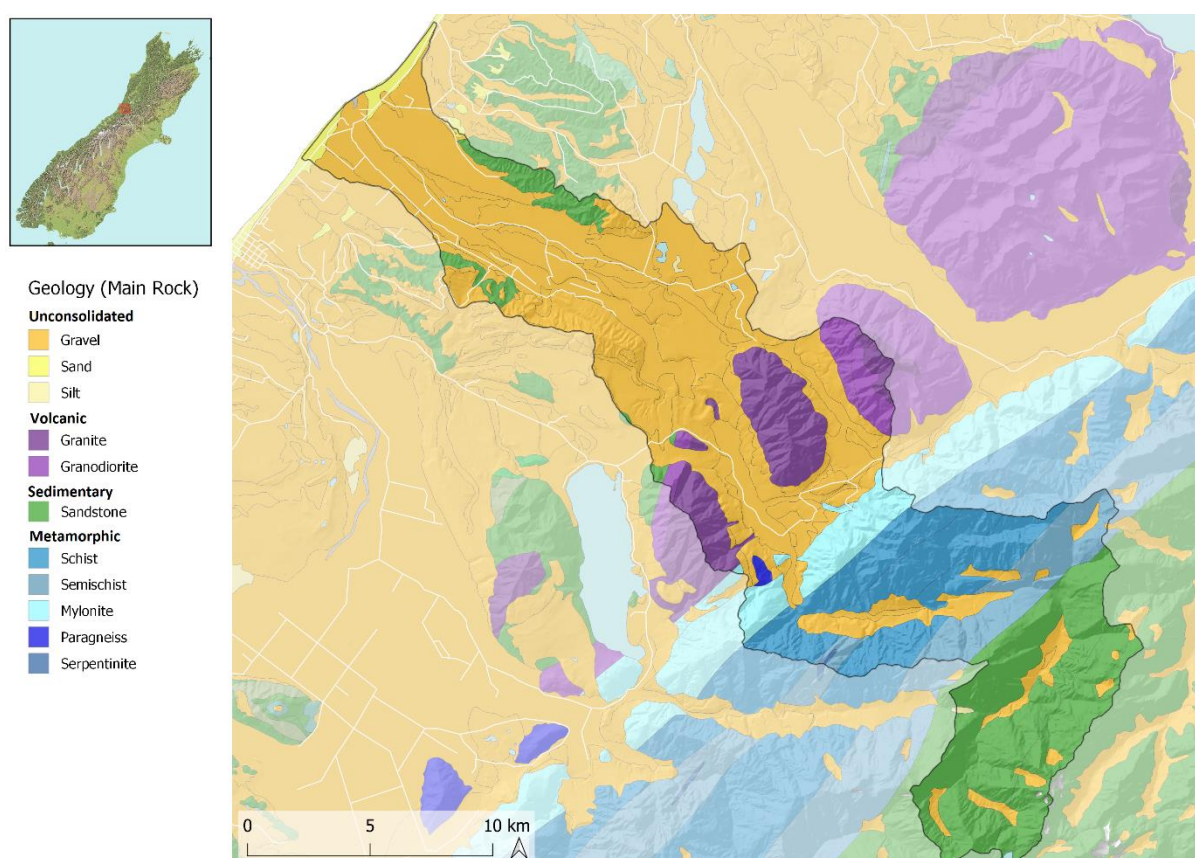 Geology (Main Rock)
Unconsolidated
Gravel
Sand
Silt
Volcanic
Granite
Granodiorite
Sedimentary
Sandstone
Metamorphic
Schist
Semischist
Mylonite
Paragneiss
Serpentinite
0 5 10 km